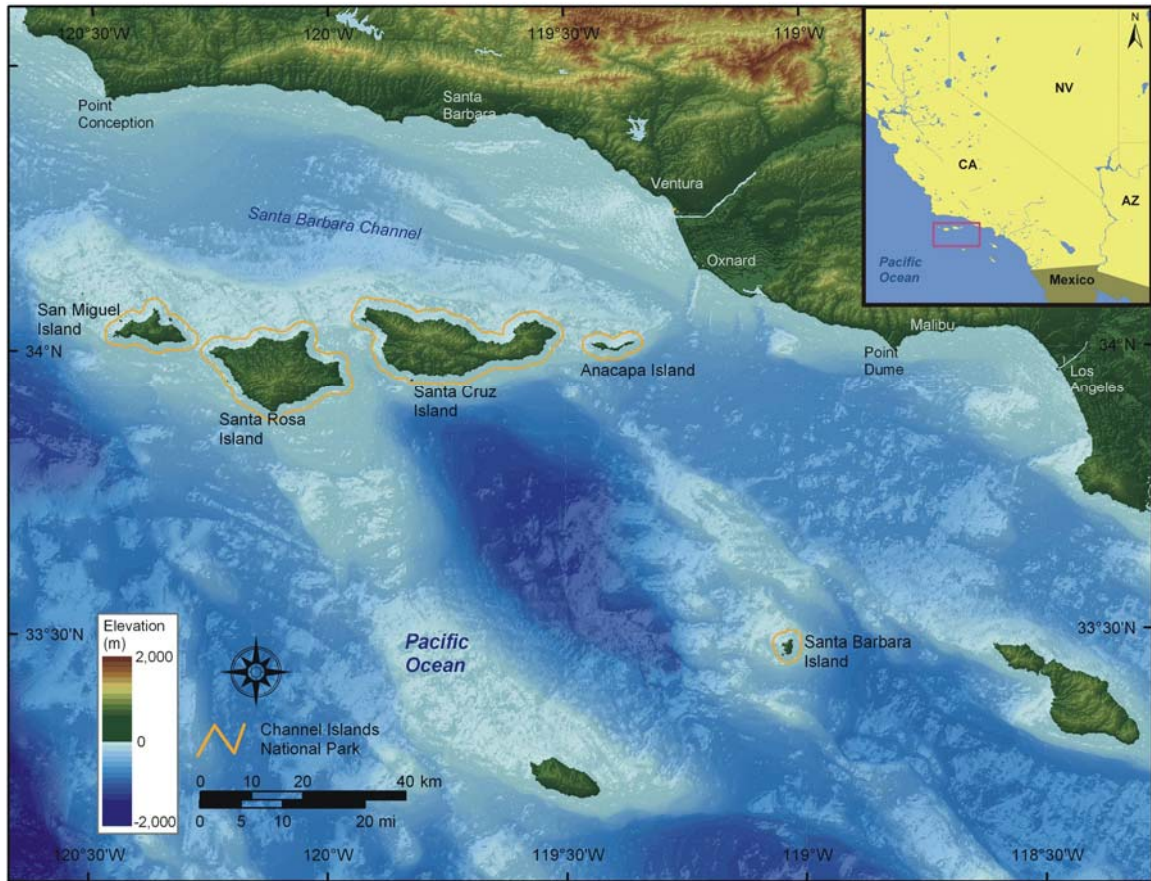 120°30'W
120°W
119°30'W
119°W
N
NV
CA
AZ
Pacific
Ocean
Mexico
Point
Conception
Santa
Barbara
Ventura
Santa Barbara Channel
Oxnard
San Miguel
Island
34°N
Santa Rosa
Island
Santa Cruz
Island
Anacapa Island
Malibu
Point
Dume
34°N
Los
Angeles
33°30'N
Pacific
Ocean
Santa Barbara
Island
33°30'N
Elevation
(m)
2,000
0
-2,000
Channel Islands
National Park
0 10 20 40 km
0 5 10 20 mi
120°30'W
120°W
119°30'W
119°W
118°30'W